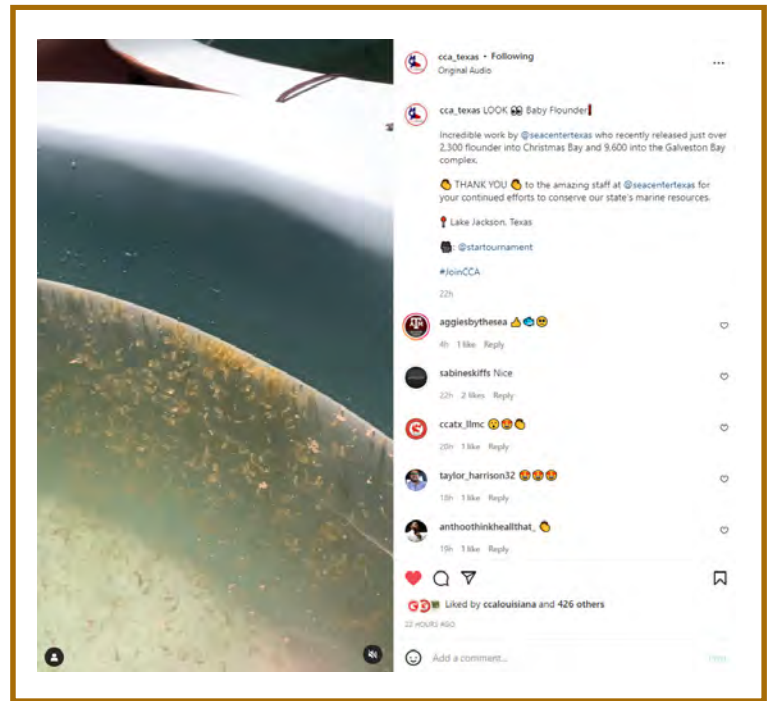 cca_texas • Following
Original Audio
cca_texas LOOK 👀 Baby Flounder❗
Incredible work by @seacentertexas who recently released just over
2,300 flounder into Christmas Bay and 9,600 into the Galveston Bay
complex.
👏 THANK YOU 👏 to the amazing staff at @seacentertexas for
your continued efforts to conserve our state's marine resources.
📍 Lake Jackson, Texas
📷: @startournament
#JoinCCA
22h
aggiesbythesea 👍🐟🥹
4h 1 like Reply
sabineskiffs Nice
22h 2 likes Reply
ccatx_llmc 😮😍👏
20h 1 like Reply
taylor_harrison32 😍😍😍
18h 1 like Reply
anthoothinkheallthat_ 👏
19h 1 like Reply
Liked by ccalouisiana and 426 others
22 HOURS AGO
Add a comment...
Post